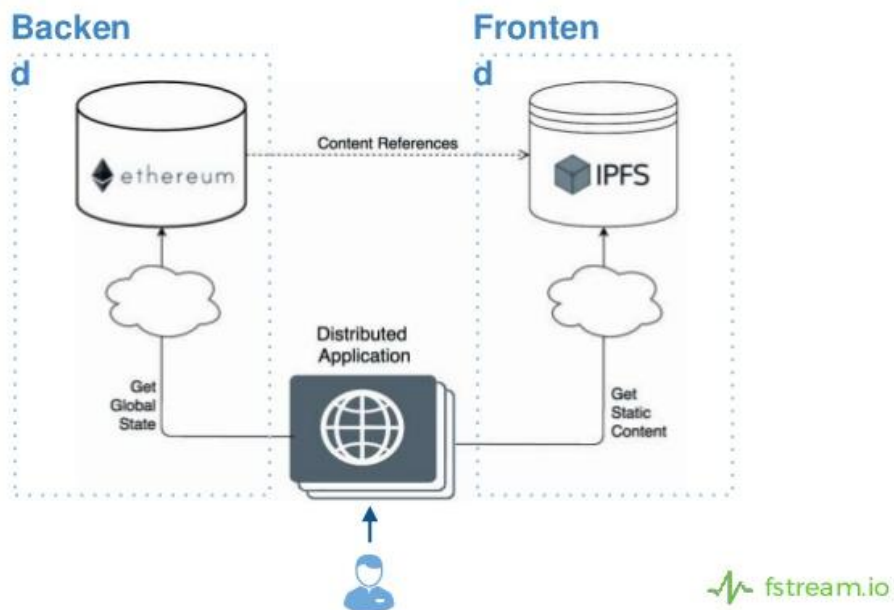 Backen
d
Fronten
d
ethereum
Content References
IPFS
Distributed
Application
Get
Global
State
Get
Static
Content
fstream.io